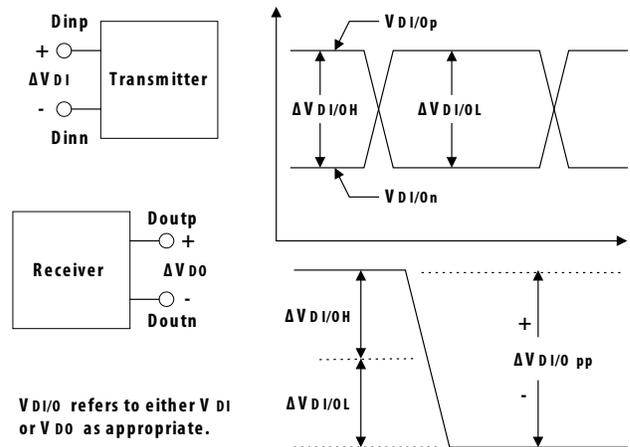 Dinp
+
ΔV DI
-
Dinn
Transmitter
V DI/Op
ΔV DI/OH
ΔV DI/OL
V DI/On
Receiver
Doutp
+
ΔV DO
-
Doutn
ΔV DI/OH
ΔV DI/OL
+
ΔV DI/O pp
-
V DI/O refers to either V DI
or V DO as appropriate.